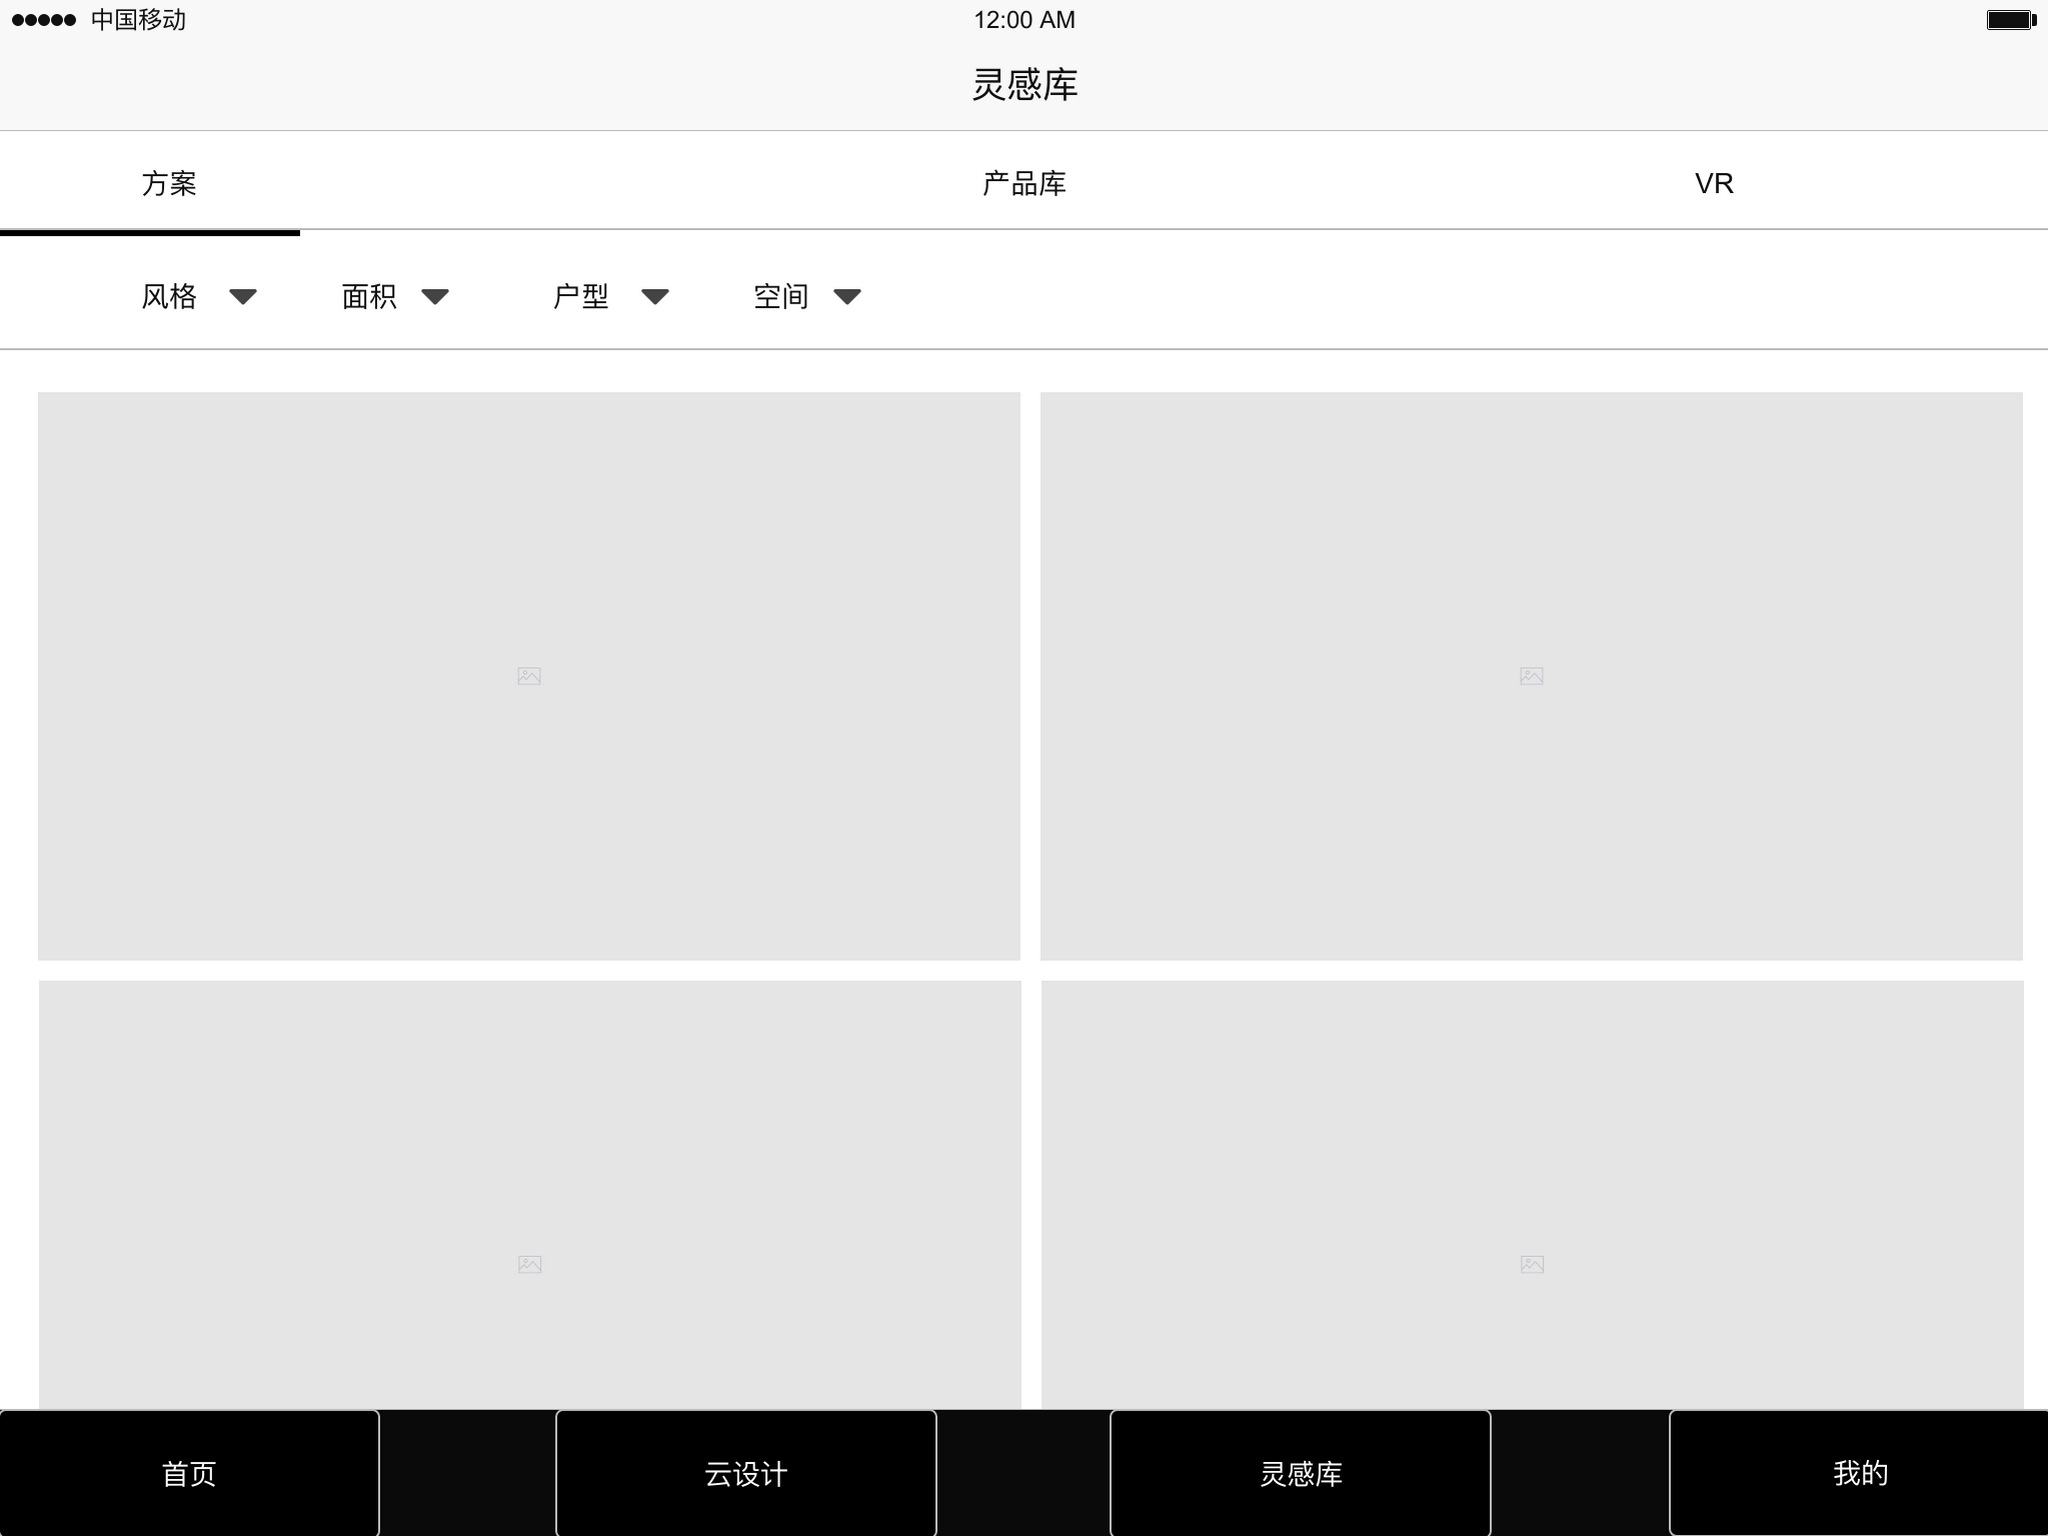 中国移动 12:00 AM
灵感库
方案 产品库 VR
风格 面积 户型 空间
首页 云设计 灵感库 我的